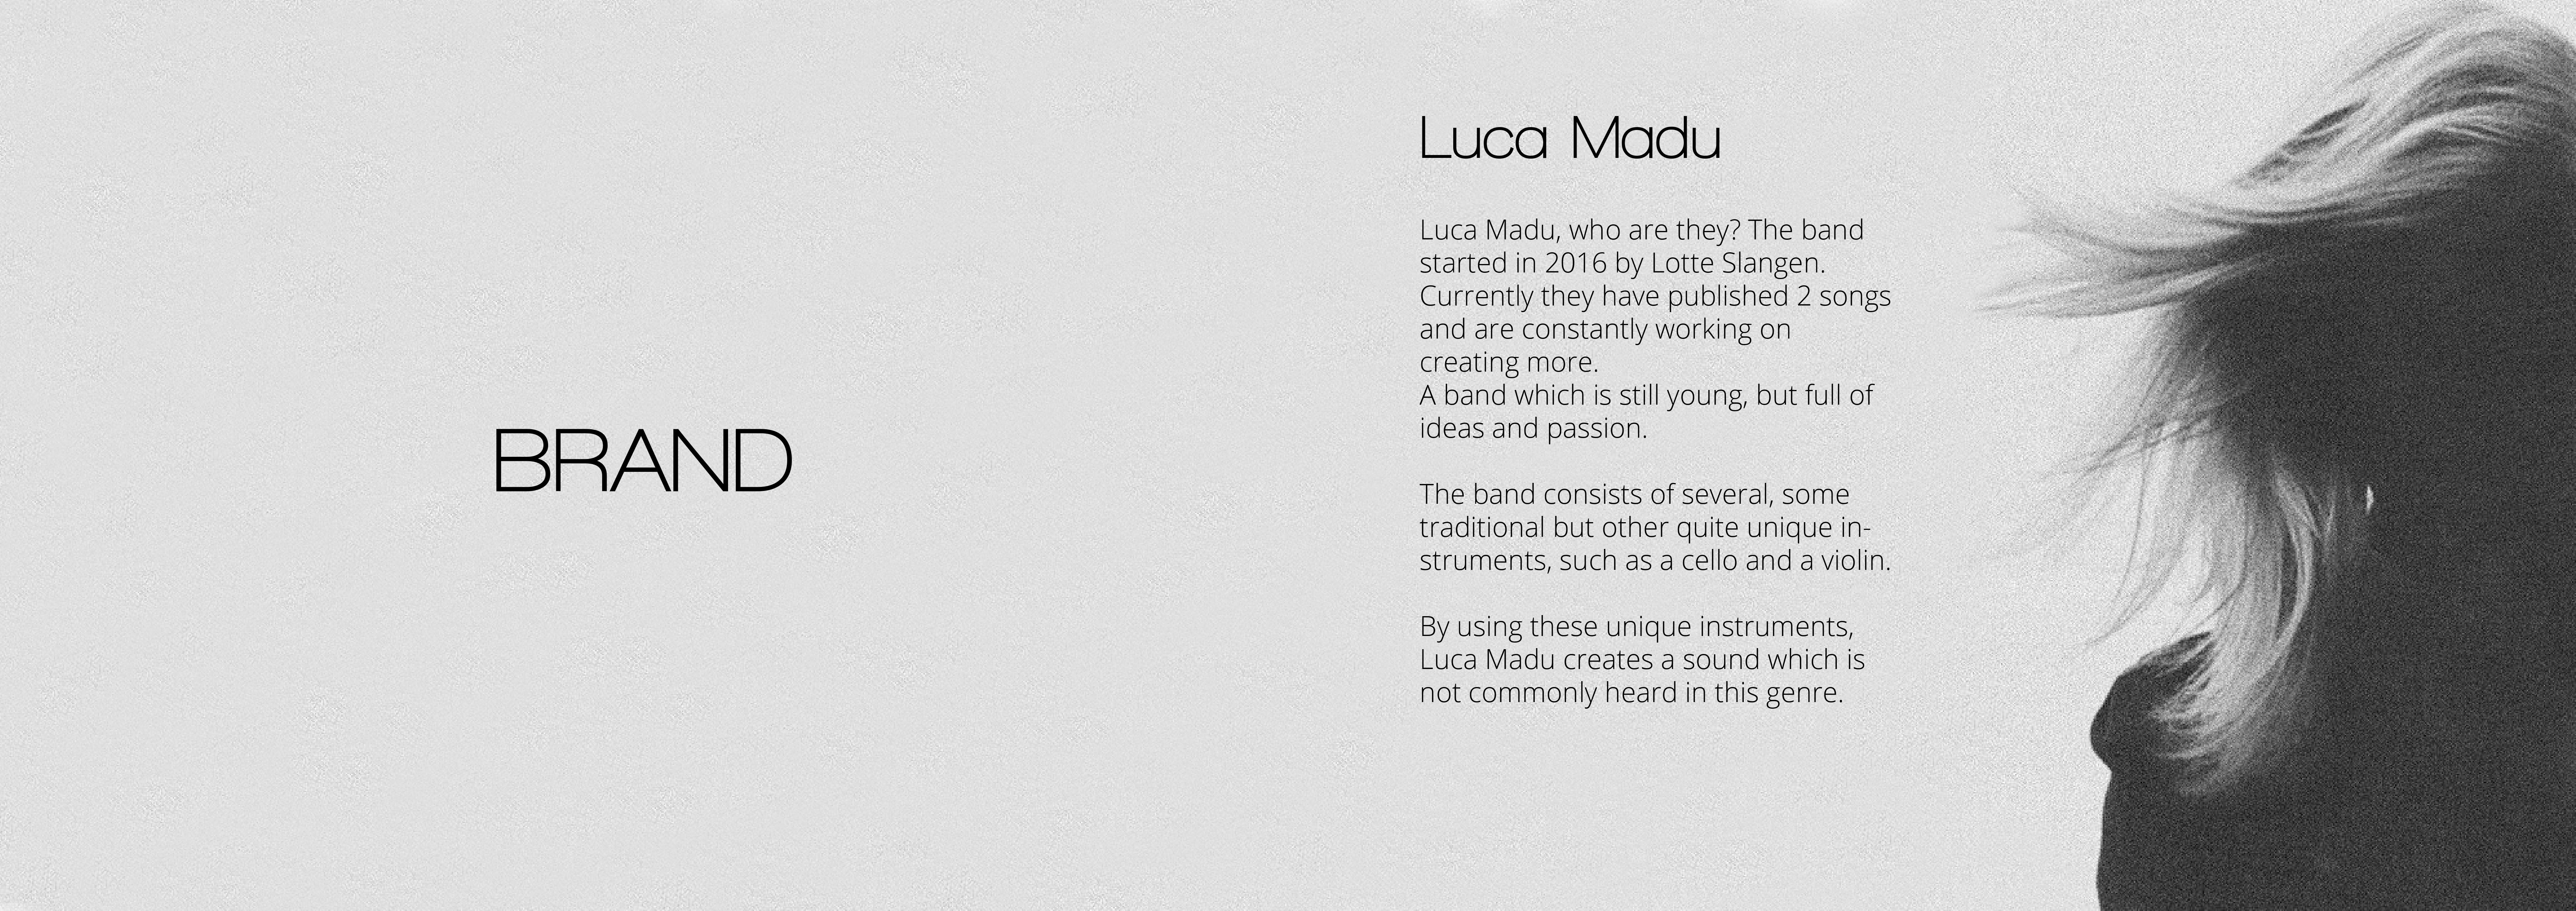 BRAND
Luca Madu
Luca Madu, who are they? The band
started in 2016 by Lotte Slangen.
Currently they have published 2 songs
and are constantly working on
creating more.
A band which is still young, but full of
ideas and passion.
The band consists of several, some
traditional but other quite unique in-
struments, such as a cello and a violin.
By using these unique instruments,
Luca Madu creates a sound which is
not commonly heard in this genre.